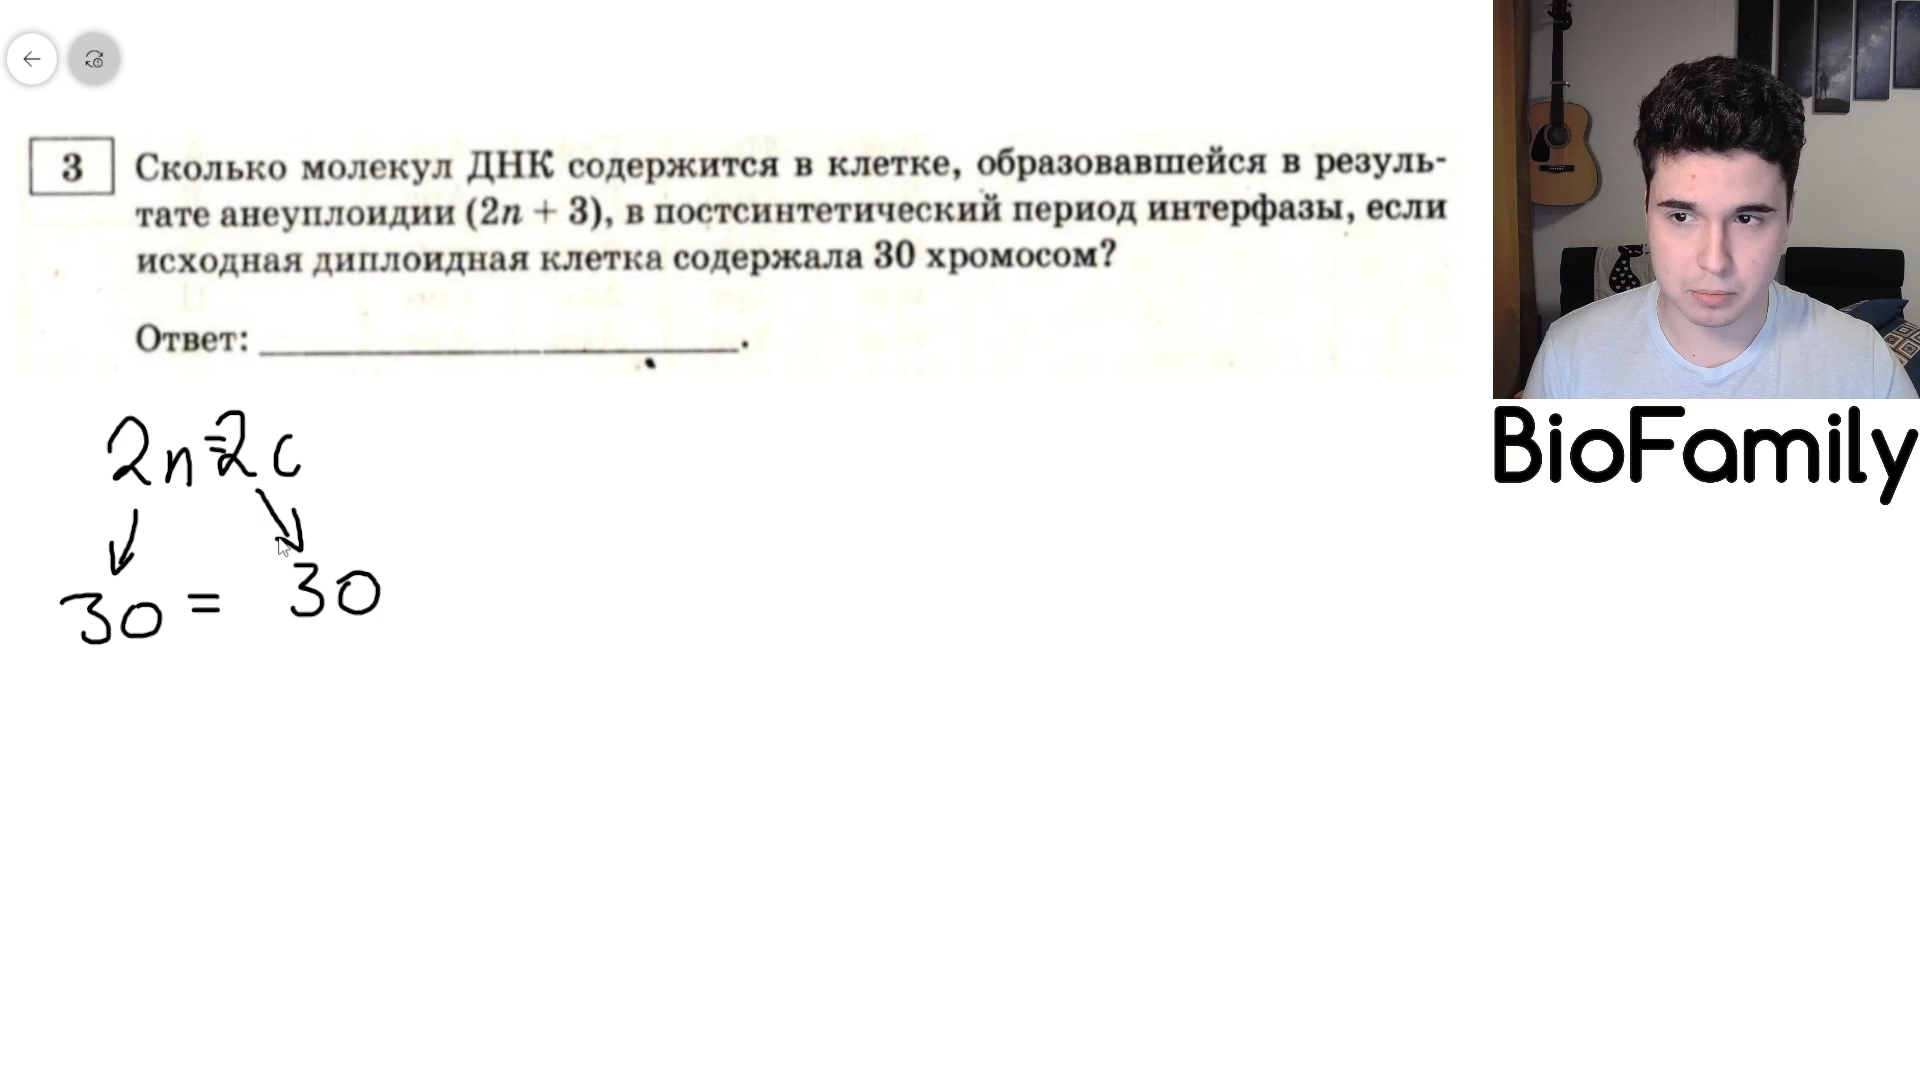 3 Сколько молекул ДНК содержится в клетке, образовавшейся в резуль-
тате анеуплоидии (2n + 3), в постсинтетический период интерфазы, если
исходная диплоидная клетка содержала 30 хромосом?
Ответ: ____________________.
2n=2c
30 = 30
BioFamily